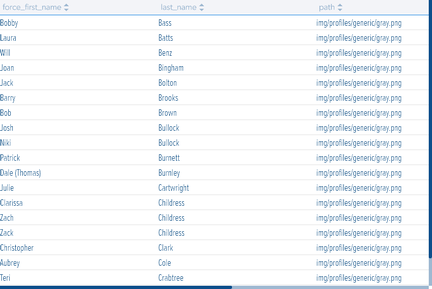 force_first_name last_name path
Bobby Bass img/profiles/generic/gray.png
Laura Batts img/profiles/generic/gray.png
Will Benz img/profiles/generic/gray.png
Joan Bingham img/profiles/generic/gray.png
Jack Bolton img/profiles/generic/gray.png
Barry Brooks img/profiles/generic/gray.png
Bob Brown img/profiles/generic/gray.png
Josh Bullock img/profiles/generic/gray.png
Niki Bullock img/profiles/generic/gray.png
Patrick Burnett img/profiles/generic/gray.png
Dale (Thomas) Burnley img/profiles/generic/gray.png
Julie Cartwright img/profiles/generic/gray.png
Clarissa Childress img/profiles/generic/gray.png
Zach Childress img/profiles/generic/gray.png
Zack Childress img/profiles/generic/gray.png
Christopher Clark img/profiles/generic/gray.png
Aubrey Cole img/profiles/generic/gray.png
Teri Crabtree img/profiles/generic/gray.png